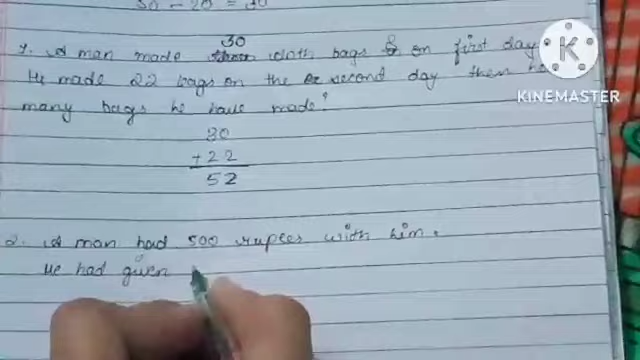 50 - 20 = 30
30
1. A man made cloth bags on first day
He made 22 bags on the second day then ho
many bags he have made?
30
+ 22
52
2. A man had 500 rupees with him.
He had given
K
KINEMASTER